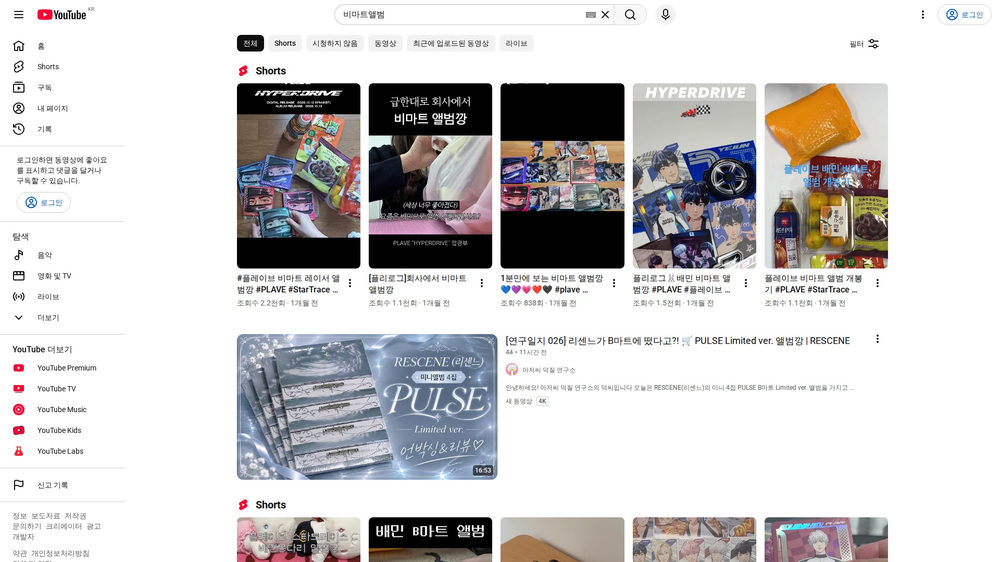 YouTube KR
비마트앨범
로그인
홈
Shorts
구독
내 페이지
기록
로그인하면 동영상에 좋아요
를 표시하고 댓글을 달거나
구독할 수 있습니다.
로그인
탐색
음악
영화 및 TV
라이브
더보기
YouTube 더보기
YouTube Premium
YouTube TV
YouTube Music
YouTube Kids
YouTube Labs
신고 기록
정보 보도자료 저작권
문의하기 크리에이터 광고
개발자
약관 개인정보처리방침
전체
Shorts
시청하지 않음
동영상
최근에 업로드된 동영상
라이브
필터
Shorts
HYPERDRIVE
#플레이브 비마트 레이서 앨
범깡 #PLAVE #StarTrace ...
조회수 2.2천회 · 1개월 전
급한대로 회사에서
비마트 앨범깡
(세상 너무 좋아졌다)
PLAVE "HYPERDRIVE" 럽관부
[플리로그]회사에서 비마트
앨범깡
조회수 1.1천회 · 1개월 전
1분만에 보는 비마트 앨범깡
💙💜💗❤️🖤 #plave ...
조회수 838회 · 1개월 전
HYPERDRIVE
YEJUN
플리로그 🐰 배민 비마트 앨
범깡 #PLAVE #플레이브 ...
조회수 1.5천회 · 1개월 전
플레이브 배민 비마트
앨범 개봉기
플레이브 비마트 앨범 개봉
기 #PLAVE #StarTrace ...
조회수 1.1천회 · 1개월 전
RESCENE (리센느)
미니앨범 4집
PULSE
Limited ver.
언박싱&리뷰♡
16:53
[연구일지 026] 리센느가 B마트에 떴다고?! 🛒 PULSE Limited ver. 앨범깡 | RESCENE
44 · 11시간 전
아저씨 덕질 연구소
안녕하세요! 아저씨 덕질 연구소의 덕씨입니다 오늘은 RESCENE(리센느)의 미니 4집 PULSE B마트 Limited ver. 앨범을 가지고 ...
새 동영상
4K
Shorts
배민 B마트 앨범